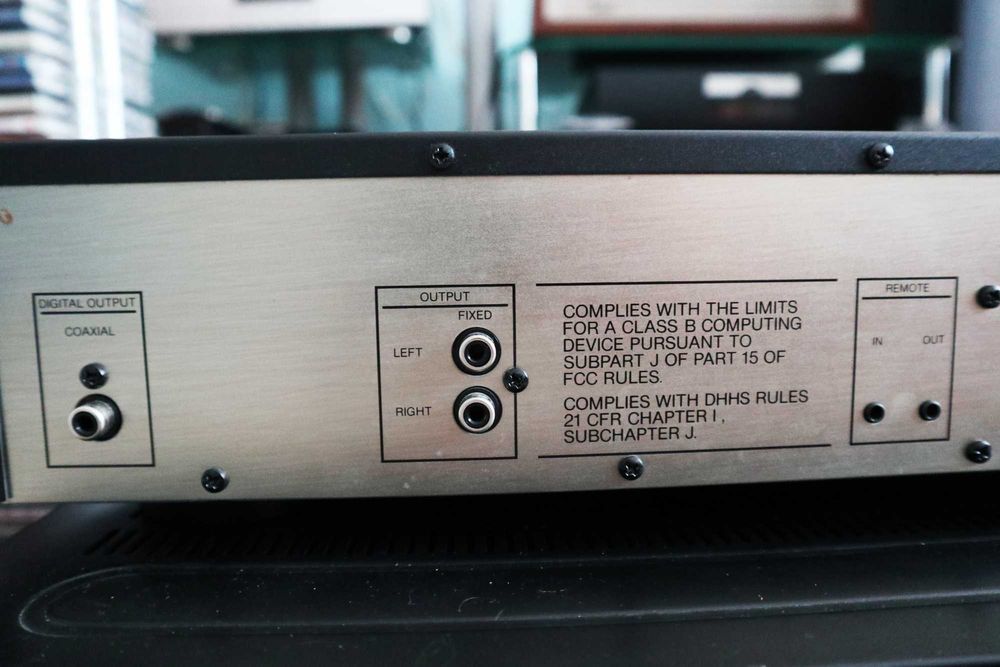 DIGITAL OUTPUT
COAXIAL
OUTPUT
FIXED
LEFT
RIGHT
COMPLIES WITH THE LIMITS
FOR A CLASS B COMPUTING
DEVICE PURSUANT TO
SUBPART J OF PART 15 OF
FCC RULES.
COMPLIES WITH DHHS RULES
21 CFR CHAPTER I ,
SUBCHAPTER J.
REMOTE
IN OUT